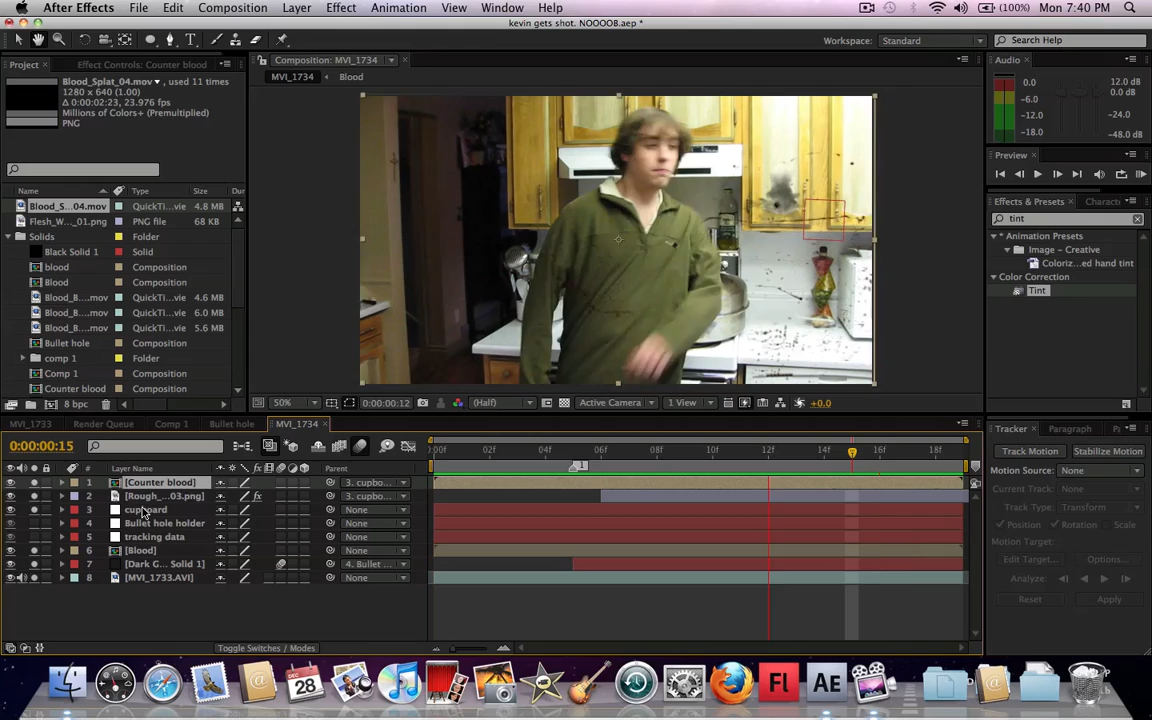 After Effects File Edit Composition Layer Effect Animation View Window Help (100%) Mon 7:40 PM
kevin gets shot. NOOOOB.aep *
Workspace: Standard Search Help
Project Effect Controls: Counter blood
Composition: MVI_1734
Audio
MVI_1734 Blood
Blood_Splat_04.mov , used 11 times
1280 x 640 (1.00)
Δ 0:00:02:23, 23.976 fps
Millions of Colors+ (Premultiplied)
PNG
0.0 12.0 dB
-6.0 0.0 dB
-12.0 -24.0
-18.0 -48.0 dB
Preview
Name Type Size Dur
Blood_S...04.mov QuickTi...vie 4.8 MB
Flesh_W..._01.png PNG file 68 KB
Solids Folder
Black Solid 1 Solid
blood Composition
Blood Composition
Blood_B....mov QuickTi...vie 4.6 MB
Blood_B....mov QuickTi...vie 6.0 MB
Blood_B....mov QuickTi...vie 5.6 MB
Bullet hole Composition
comp 1 Folder
Comp 1 Composition
Counter blood Composition
8 bpc
Effects & Presets Charact
tint
* Animation Presets
Image – Creative
Coloriz...ed hand tint
Color Correction
Tint
50% 0:00:00:12 (Half) Active Camera 1 View +0.0
MVI_1733 Render Queue Comp 1 Bullet hole MVI_1734
0:00:00:15
:00f 02f 04f 06f 08f 10f 12f 14f 16f 18f
1
# Layer Name Parent
1 [Counter blood] 3. cupbo...
2 [Rough_...03.png] fx 3. cupbo...
3 cupboard None
4 Bullet hole holder None
5 tracking data None
6 [Blood] None
7 [Dark G... Solid 1] 4. Bullet ...
8 [MVI_1733.AVI] None
Toggle Switches / Modes
Tracker Paragraph
Track Motion Stabilize Motion
Motion Source: None
Current Track: None
Track Type: Transform
Position Rotation Scale
Motion Target:
Edit Target... Options...
Analyze:
Reset Apply
DEC
28
Fl
Ae